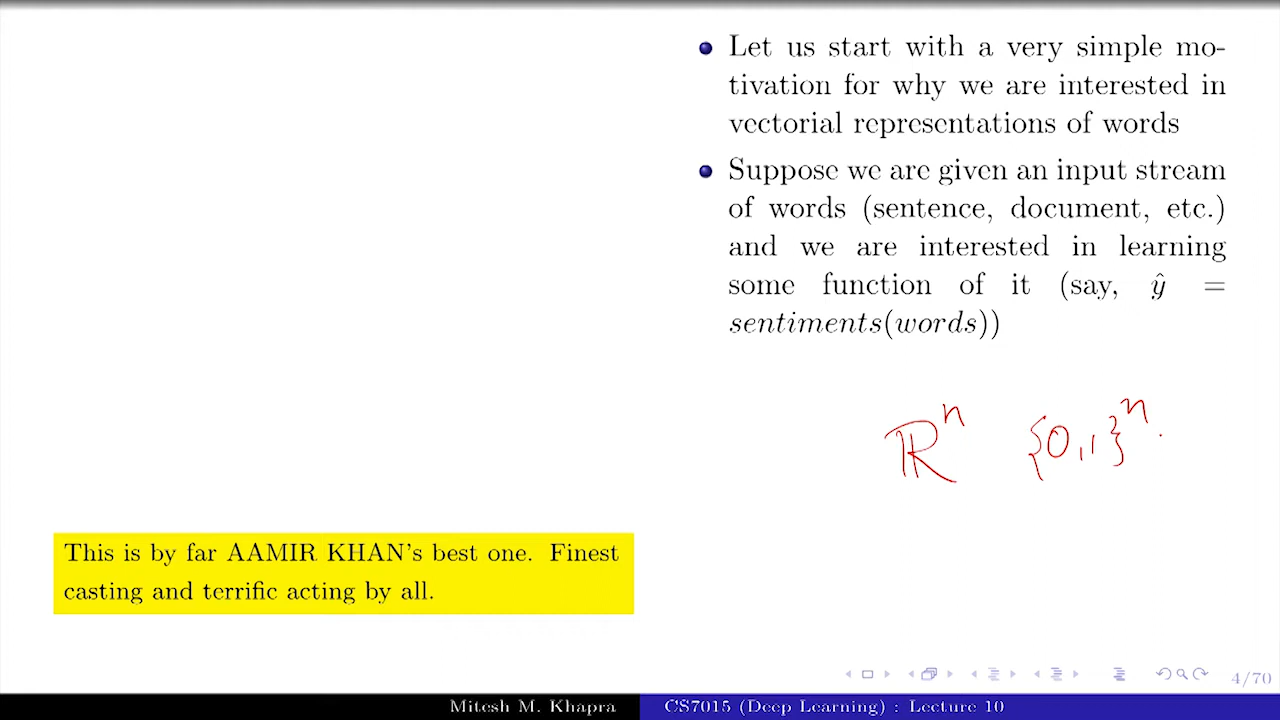 Let us start with a very simple mo-
tivation for why we are interested in
vectorial representations of words
Suppose we are given an input stream
of words (sentence, document, etc.)
and we are interested in learning
some function of it (say, ŷ =
sentiments(words))
ℝⁿ {0,1}ⁿ.
This is by far AAMIR KHAN's best one. Finest
casting and terrific acting by all.
4/70
Mitesh M. Khapra CS7015 (Deep Learning) : Lecture 10